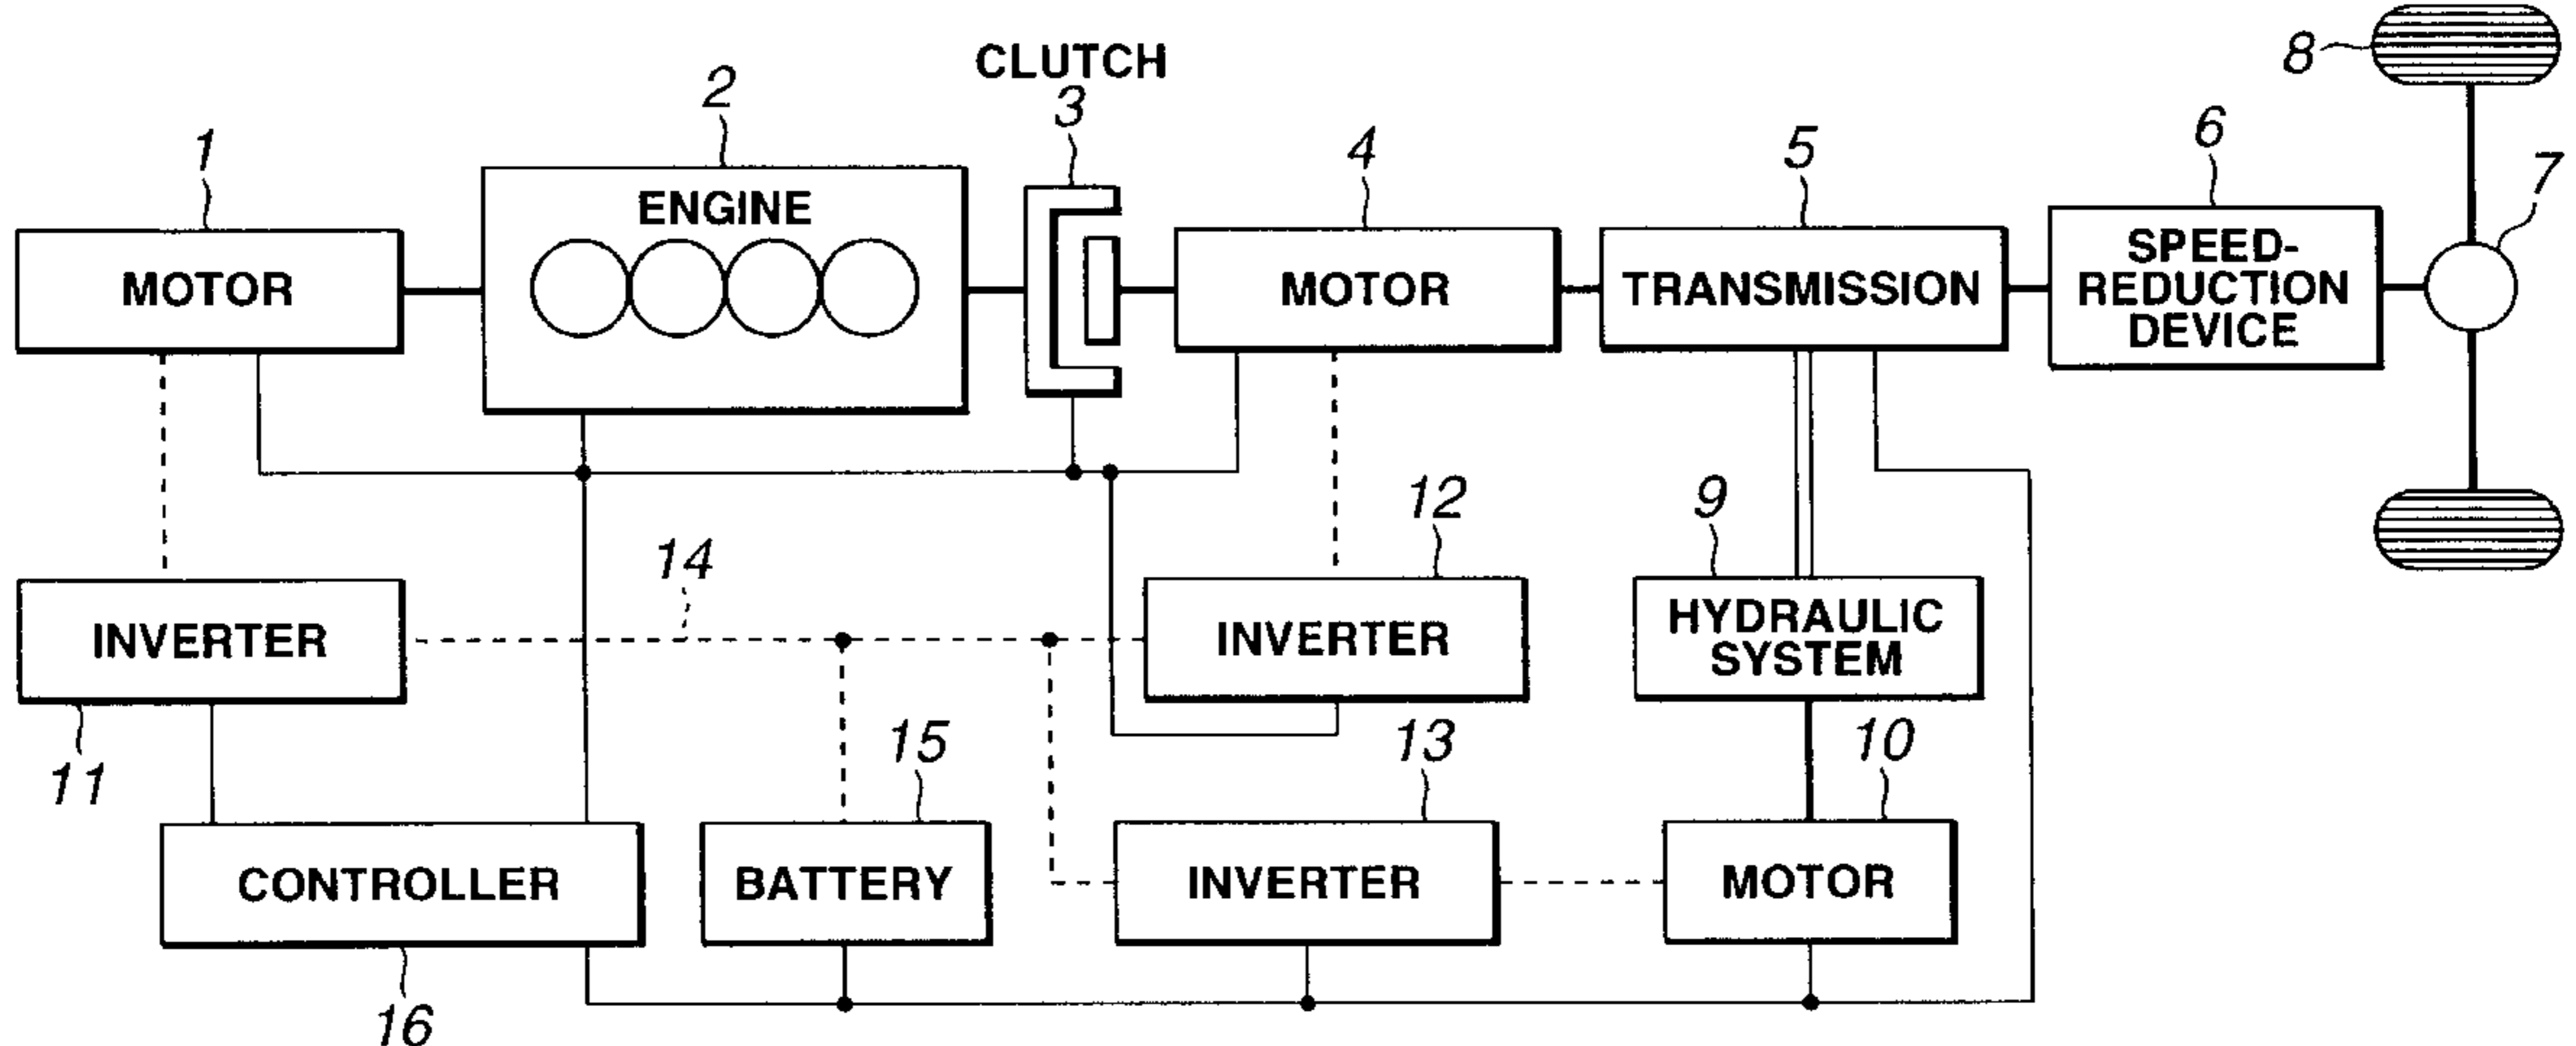 CLUTCH
1
2
3
4
5
6
7
8
MOTOR
ENGINE
MOTOR
TRANSMISSION
SPEED-
REDUCTION
DEVICE
14
12
9
INVERTER
INVERTER
HYDRAULIC
SYSTEM
11
15
13
10
CONTROLLER
BATTERY
INVERTER
MOTOR
16